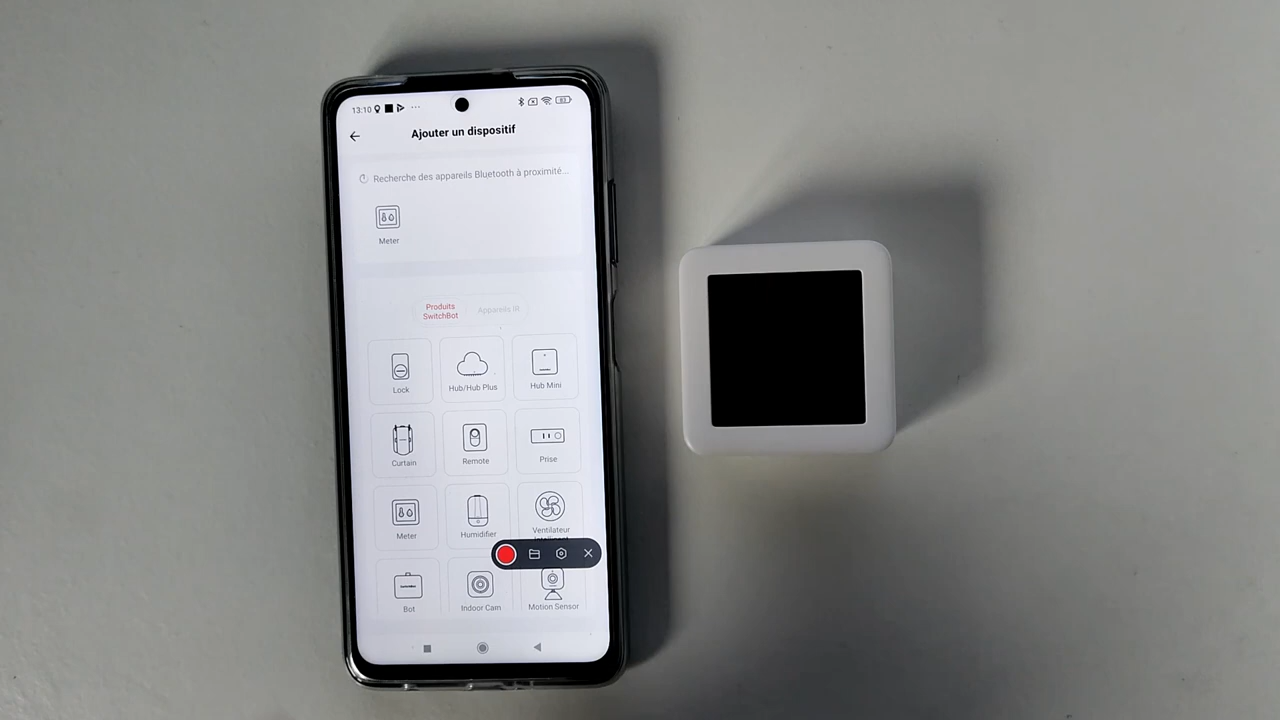 13:10
83
Ajouter un dispositif
Recherche des appareils Bluetooth à proximité...
Meter
Produits
SwitchBot
Appareils IR
Lock
Hub/Hub Plus
Hub Mini
Curtain
Remote
Prise
Meter
Humidifier
Ventilateur
Bot
Indoor Cam
Motion Sensor